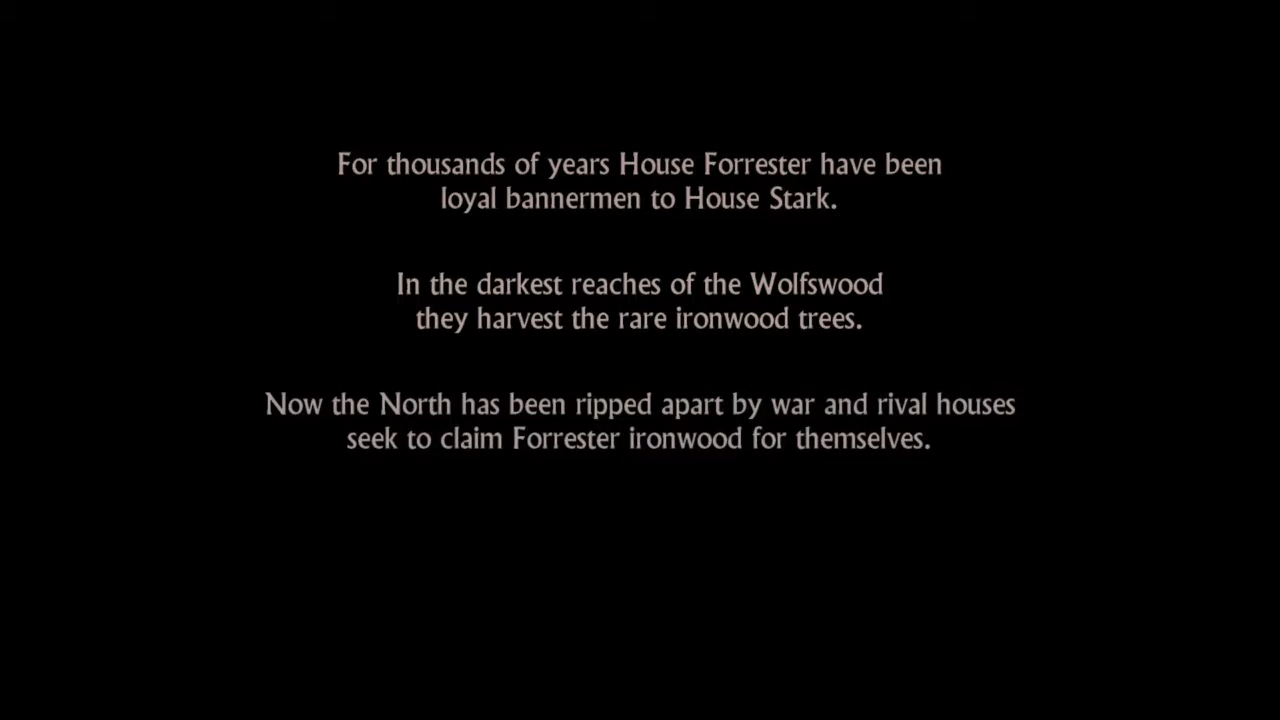 For thousands of years House Forrester have been
loyal bannermen to House Stark.
In the darkest reaches of the Wolfswood
they harvest the rare ironwood trees.
Now the North has been ripped apart by war and rival houses
seek to claim Forrester ironwood for themselves.